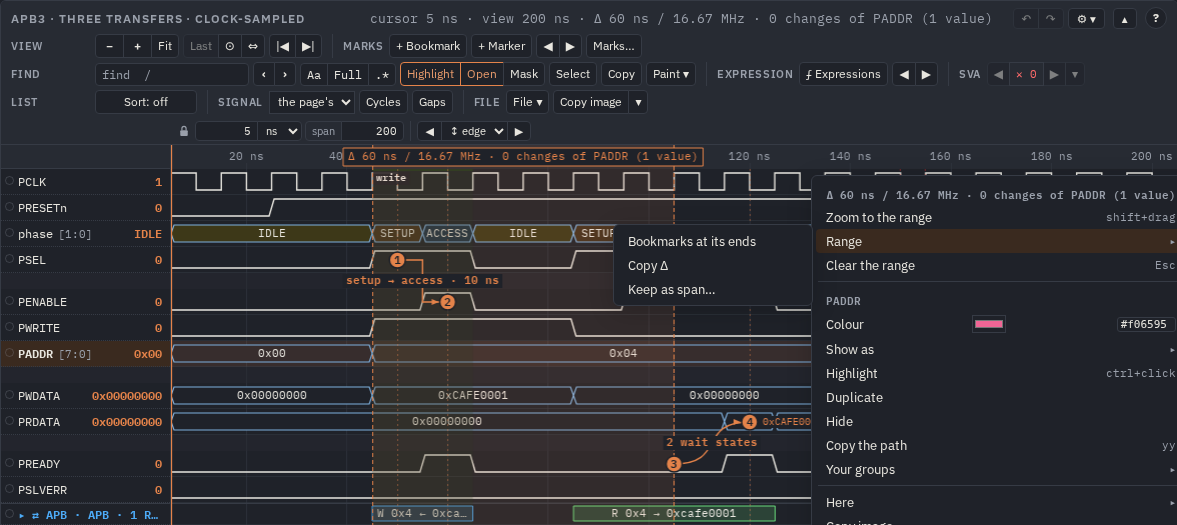 APB3 · THREE TRANSFERS · CLOCK-SAMPLED
cursor 5 ns · view 200 ns · Δ 60 ns / 16.67 MHz · 0 changes of PADDR (1 value)
↶ ↷ ⚙ ▾ ▲ ?
VIEW − + Fit Last ⊙ ⇔ |◀ ▶| MARKS + Bookmark + Marker ◀ ▶ Marks…
FIND find / ‹ › Aa Full .* Highlight Open Mask Select Copy Paint ▾ EXPRESSION ⨍ Expressions ◀ ▶ SVA ◀ × 0 ▶ ▾
LIST Sort: off SIGNAL the page's Cycles Gaps FILE File ▾ Copy image ▾
5 ns span 200 ◀ ↕ edge ▶
20 ns 40 Δ 60 ns / 16.67 MHz · 0 changes of PADDR (1 value) 120 ns 140 ns 160 ns 180 ns 200 ns
PCLK 1 write
PRESETn 0
phase [1:0] IDLE IDLE SETUP ACCESS IDLE SETUP
PSEL 0 1
setup → access · 10 ns
PENABLE 0 2
PWRITE 0
PADDR [7:0] 0x00 0x00 0x04
PWDATA 0x00000000 0x00000000 0xCAFE0001 0x00000000
PRDATA 0x00000000 0x00000000 4 0xCAFE00
2 wait states
PREADY 0 3
PSLVERR 0
▸ ⇄ APB · APB · 1 R… W 0x4 ← 0xca… R 0x4 → 0xcafe0001
Bookmarks at its ends
Copy Δ
Keep as span…
Δ 60 ns / 16.67 MHz · 0 changes of PADDR (1 value)
Zoom to the range shift+drag
Range ▸
Clear the range Esc
PADDR
Colour #f06595
Show as ▸
Highlight ctrl+click
Duplicate
Hide
Copy the path yy
Your groups ▸
Here ▸
Copy image